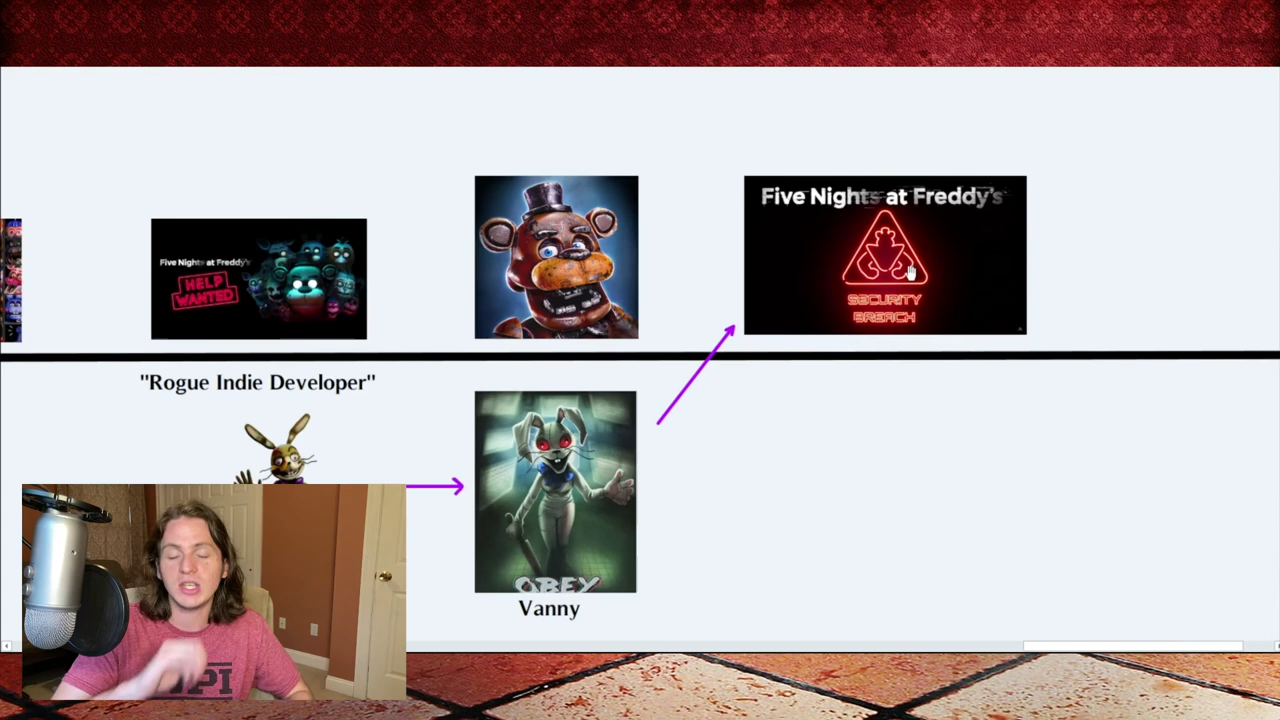 Five Nights at Freddy's
HELP
WANTED
Five Nights at Freddy's
SECURITY
BREACH
"Rogue Indie Developer"
OBEY
Vanny